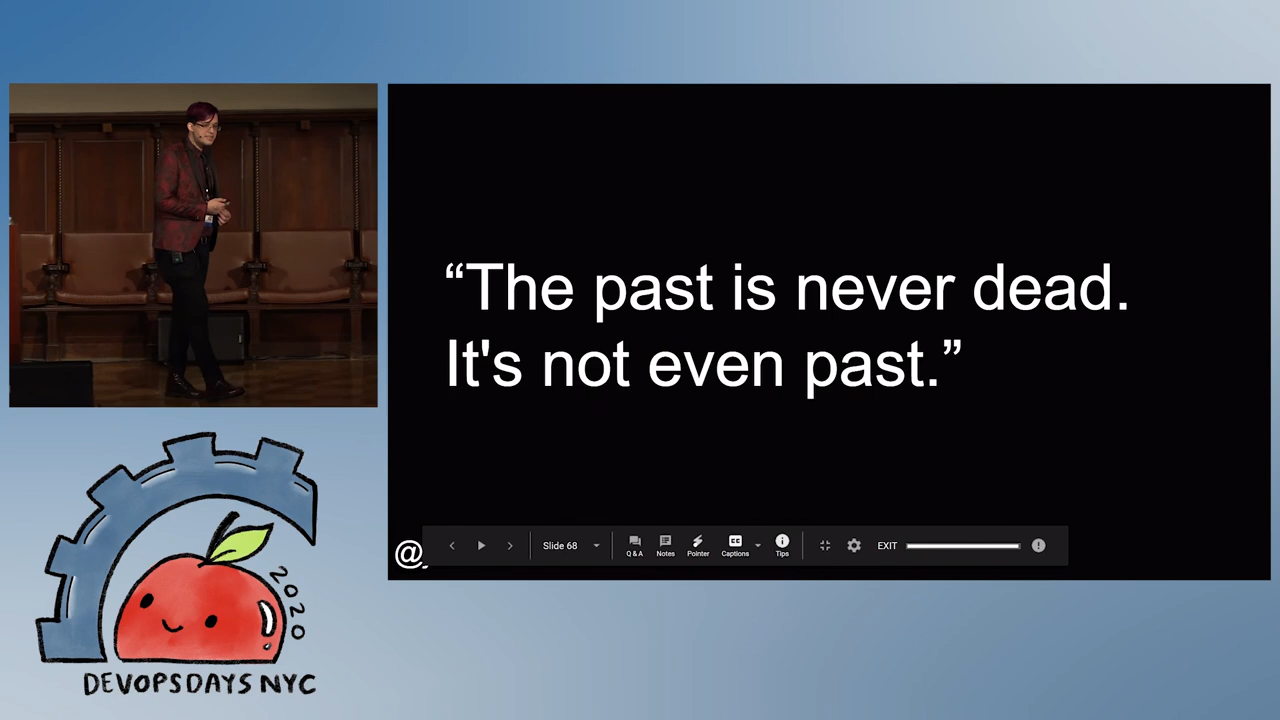 “The past is never dead.
It's not even past.”
@
Slide 68
Q & A
Notes
Pointer
Captions
CC
Tips
EXIT
2020
DEVOPSDAYS NYC